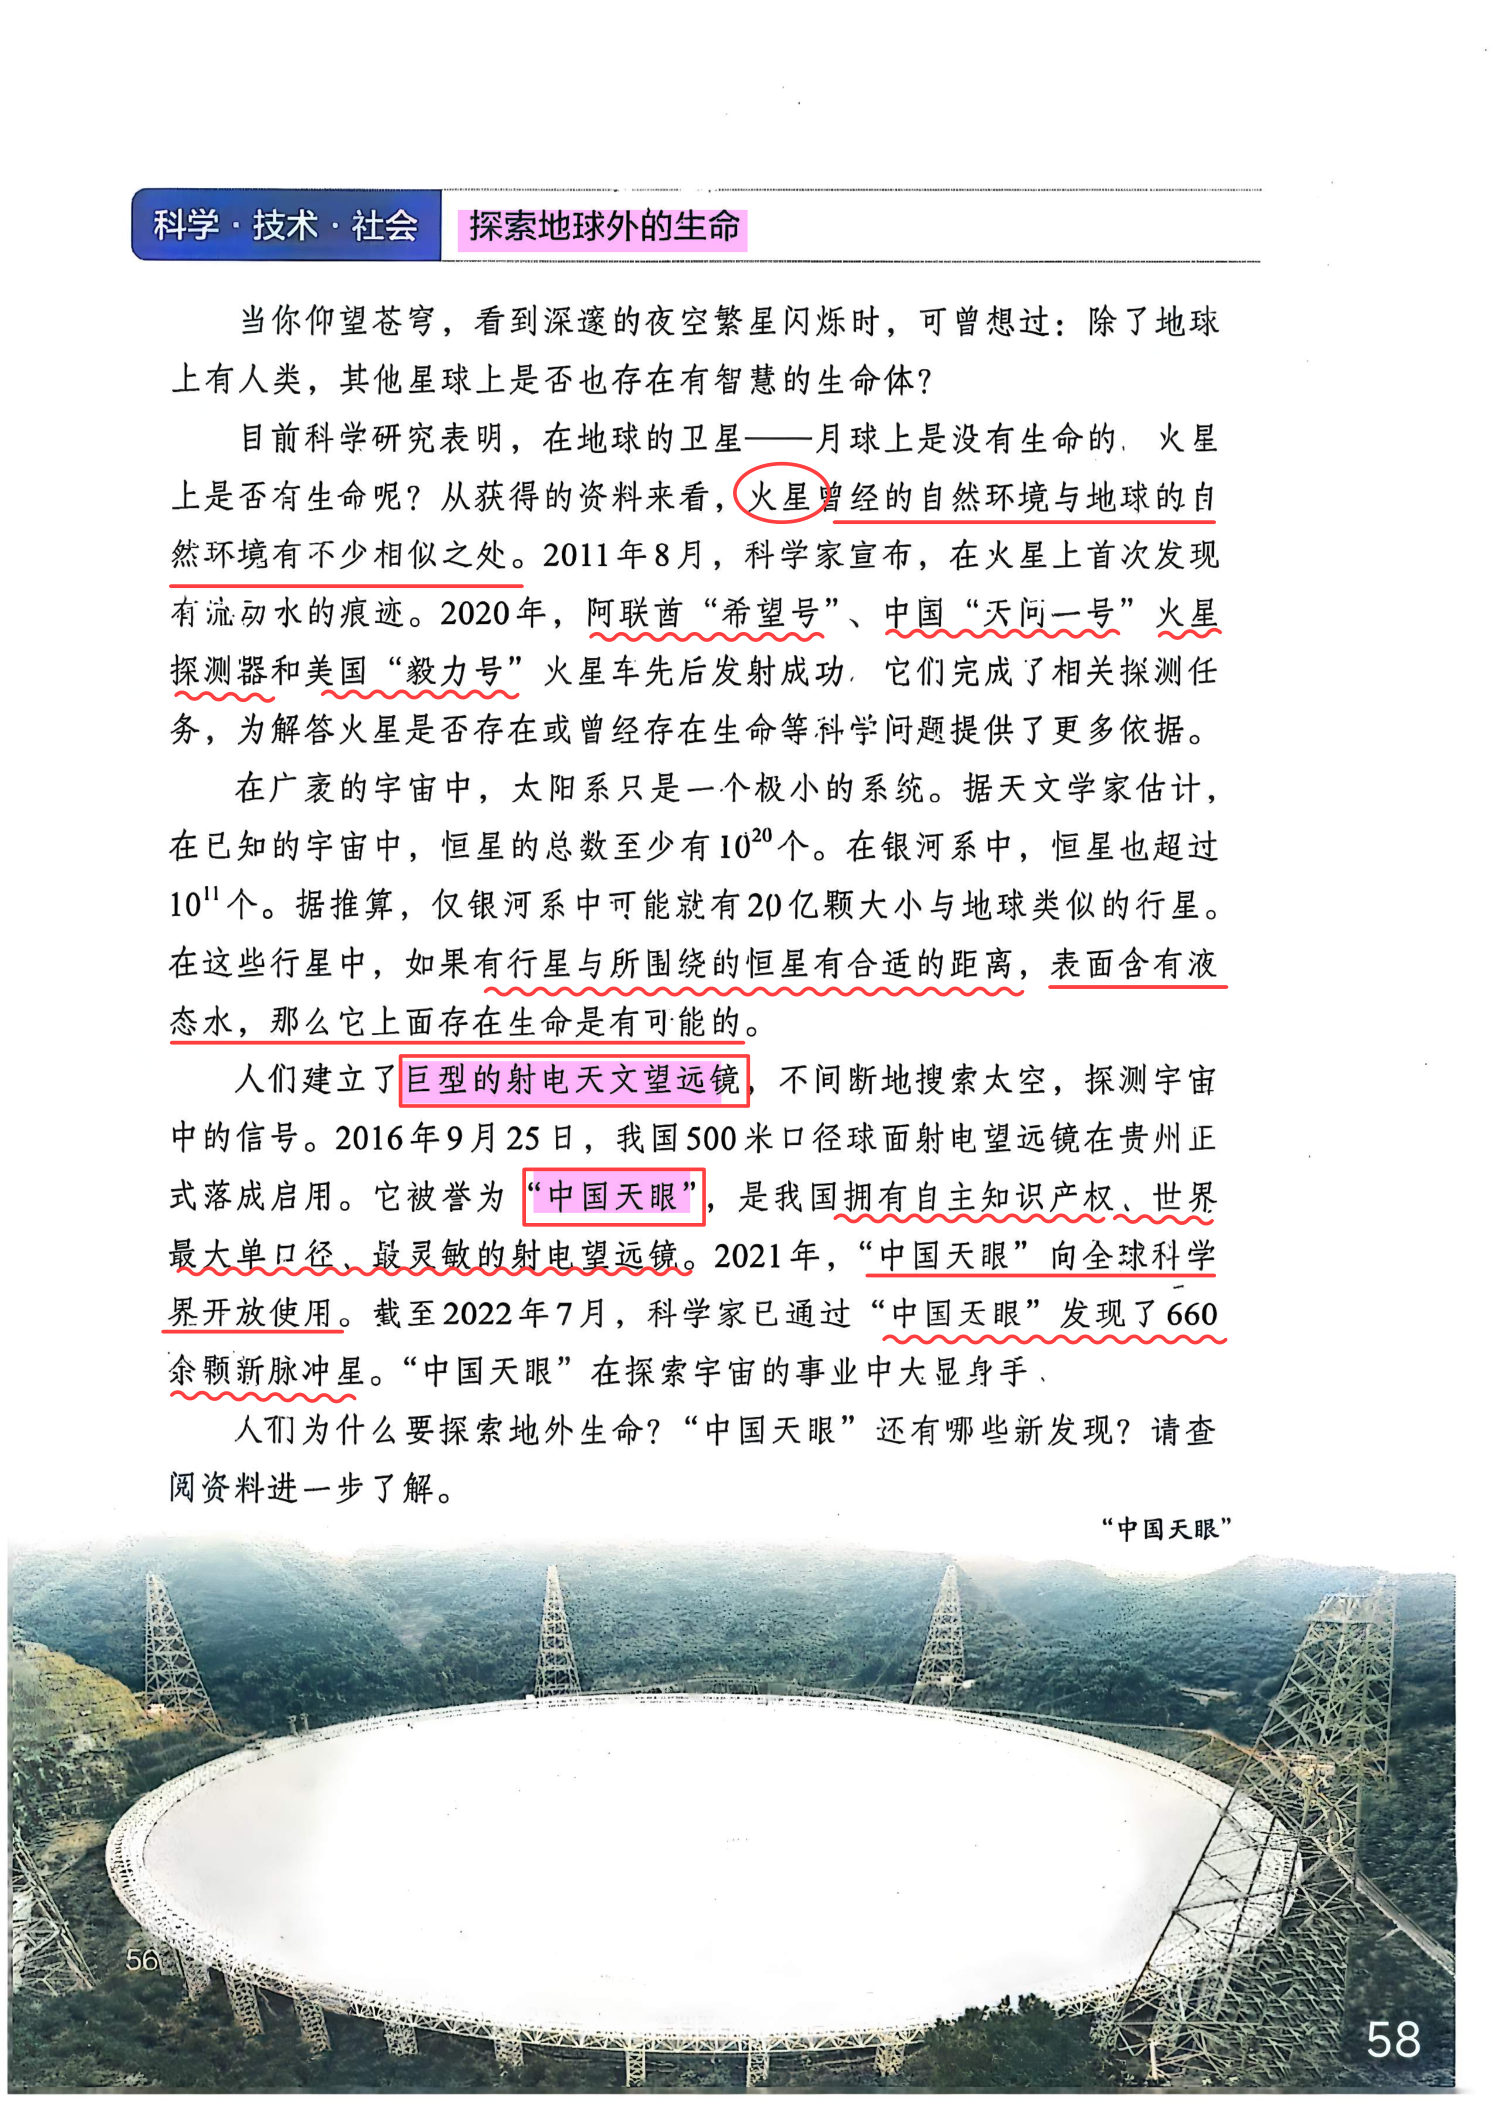 科学·技术·社会 探索地球外的生命
当你仰望苍穹，看到深邃的夜空繁星闪烁时，可曾想过：除了地球
上有人类，其他星球上是否也存在有智慧的生命体？
目前科学研究表明，在地球的卫星——月球上是没有生命的．火星
上是否有生命呢？从获得的资料来看，火星曾经的自然环境与地球的自
然环境有不少相似之处。2011年8月，科学家宣布，在火星上首次发现
有流动水的痕迹。2020年，阿联酋“希望号”、中国“天问一号”火星
探测器和美国“毅力号”火星车先后发射成功．它们完成了相关探测任
务，为解答火星是否存在或曾经存在生命等科学问题提供了更多依据。
在广袤的宇宙中，太阳系只是一个极小的系统。据天文学家估计，
在已知的宇宙中，恒星的总数至少有10²⁰个。在银河系中，恒星也超过
10¹¹个。据推算，仅银河系中可能就有20亿颗大小与地球类似的行星。
在这些行星中，如果有行星与所围绕的恒星有合适的距离，表面含有液
态水，那么它上面存在生命是有可能的。
人们建立了巨型的射电天文望远镜，不间断地搜索太空，探测宇宙
中的信号。2016年9月25日，我国500米口径球面射电望远镜在贵州正
式落成启用。它被誉为“中国天眼”，是我国拥有自主知识产权、世界
最大单口径、最灵敏的射电望远镜。2021年，“中国天眼”向全球科学
界开放使用。截至2022年7月，科学家已通过“中国天眼”发现了660
余颗新脉冲星。“中国天眼”在探索宇宙的事业中大显身手．
人们为什么要探索地外生命？“中国天眼”还有哪些新发现？请查
阅资料进一步了解。
“中国天眼”
56
58